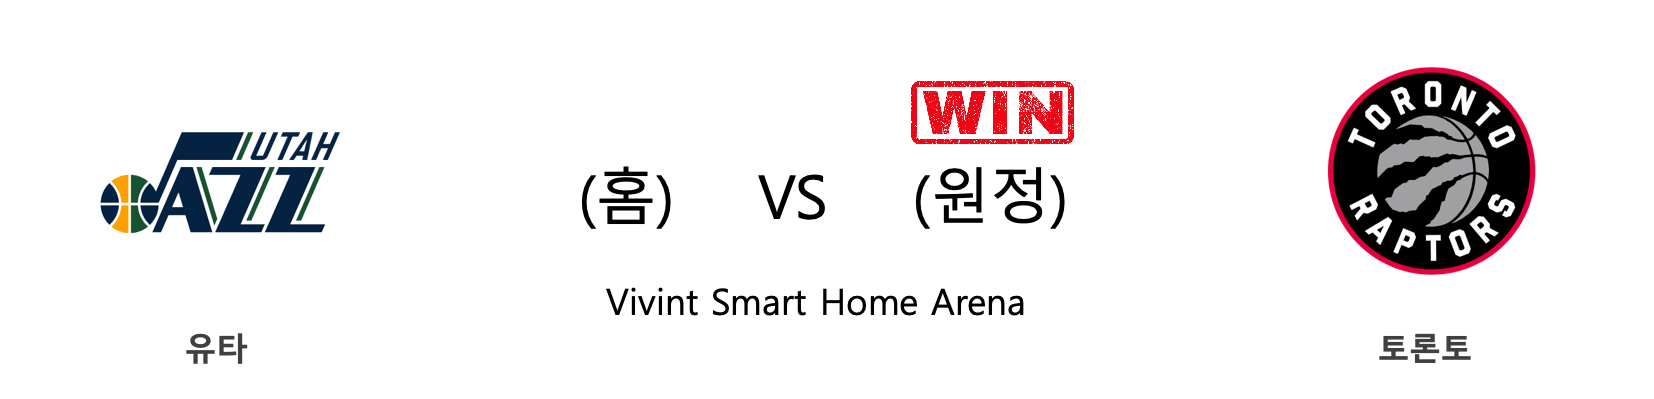 UTAH
JAZZ
유타
(홈) VS (원정)
WIN
Vivint Smart Home Arena
TORONTO
RAPTORS
토론토